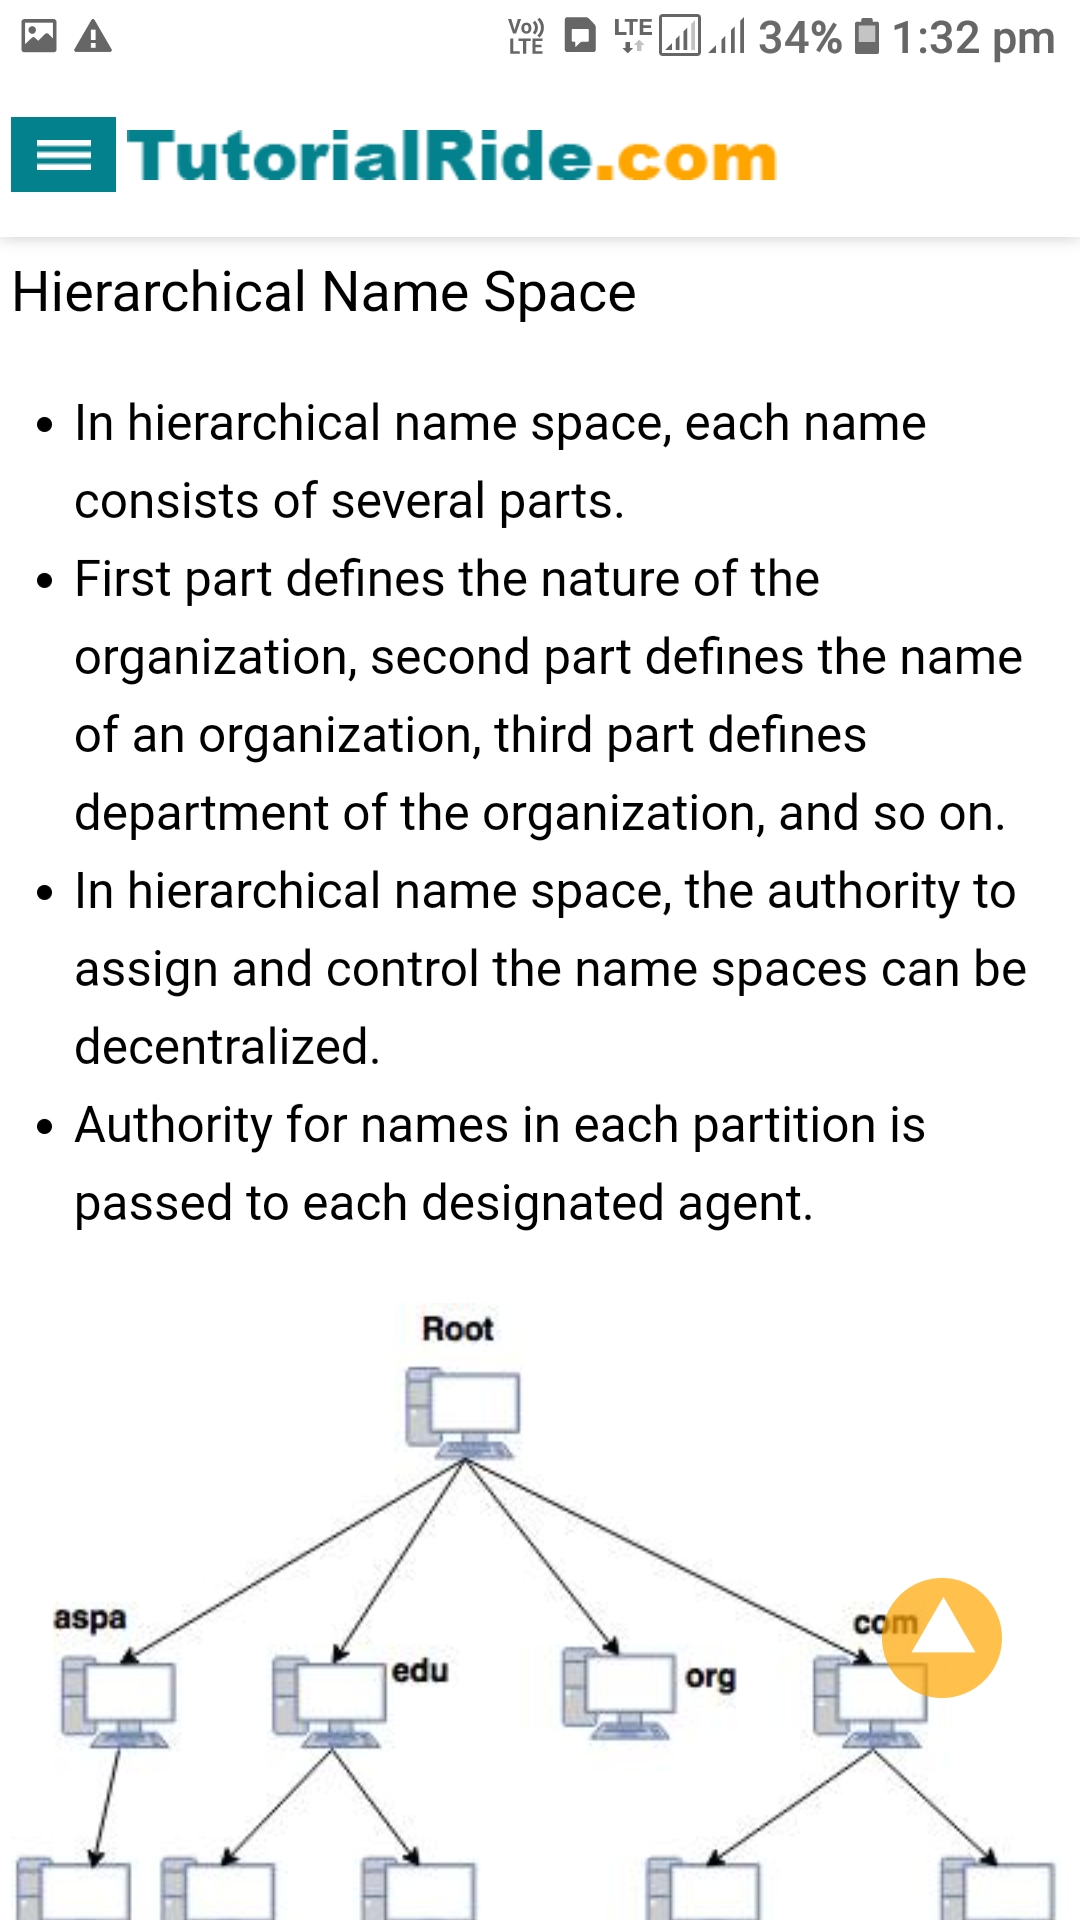 Vo)) LTE LTE 34% 1:32 pm
TutorialRide.com
Hierarchical Name Space
• In hierarchical name space, each name
consists of several parts.
• First part defines the nature of the
organization, second part defines the name
of an organization, third part defines
department of the organization, and so on.
• In hierarchical name space, the authority to
assign and control the name spaces can be
decentralized.
• Authority for names in each partition is
passed to each designated agent.
Root
aspa
com
edu
org